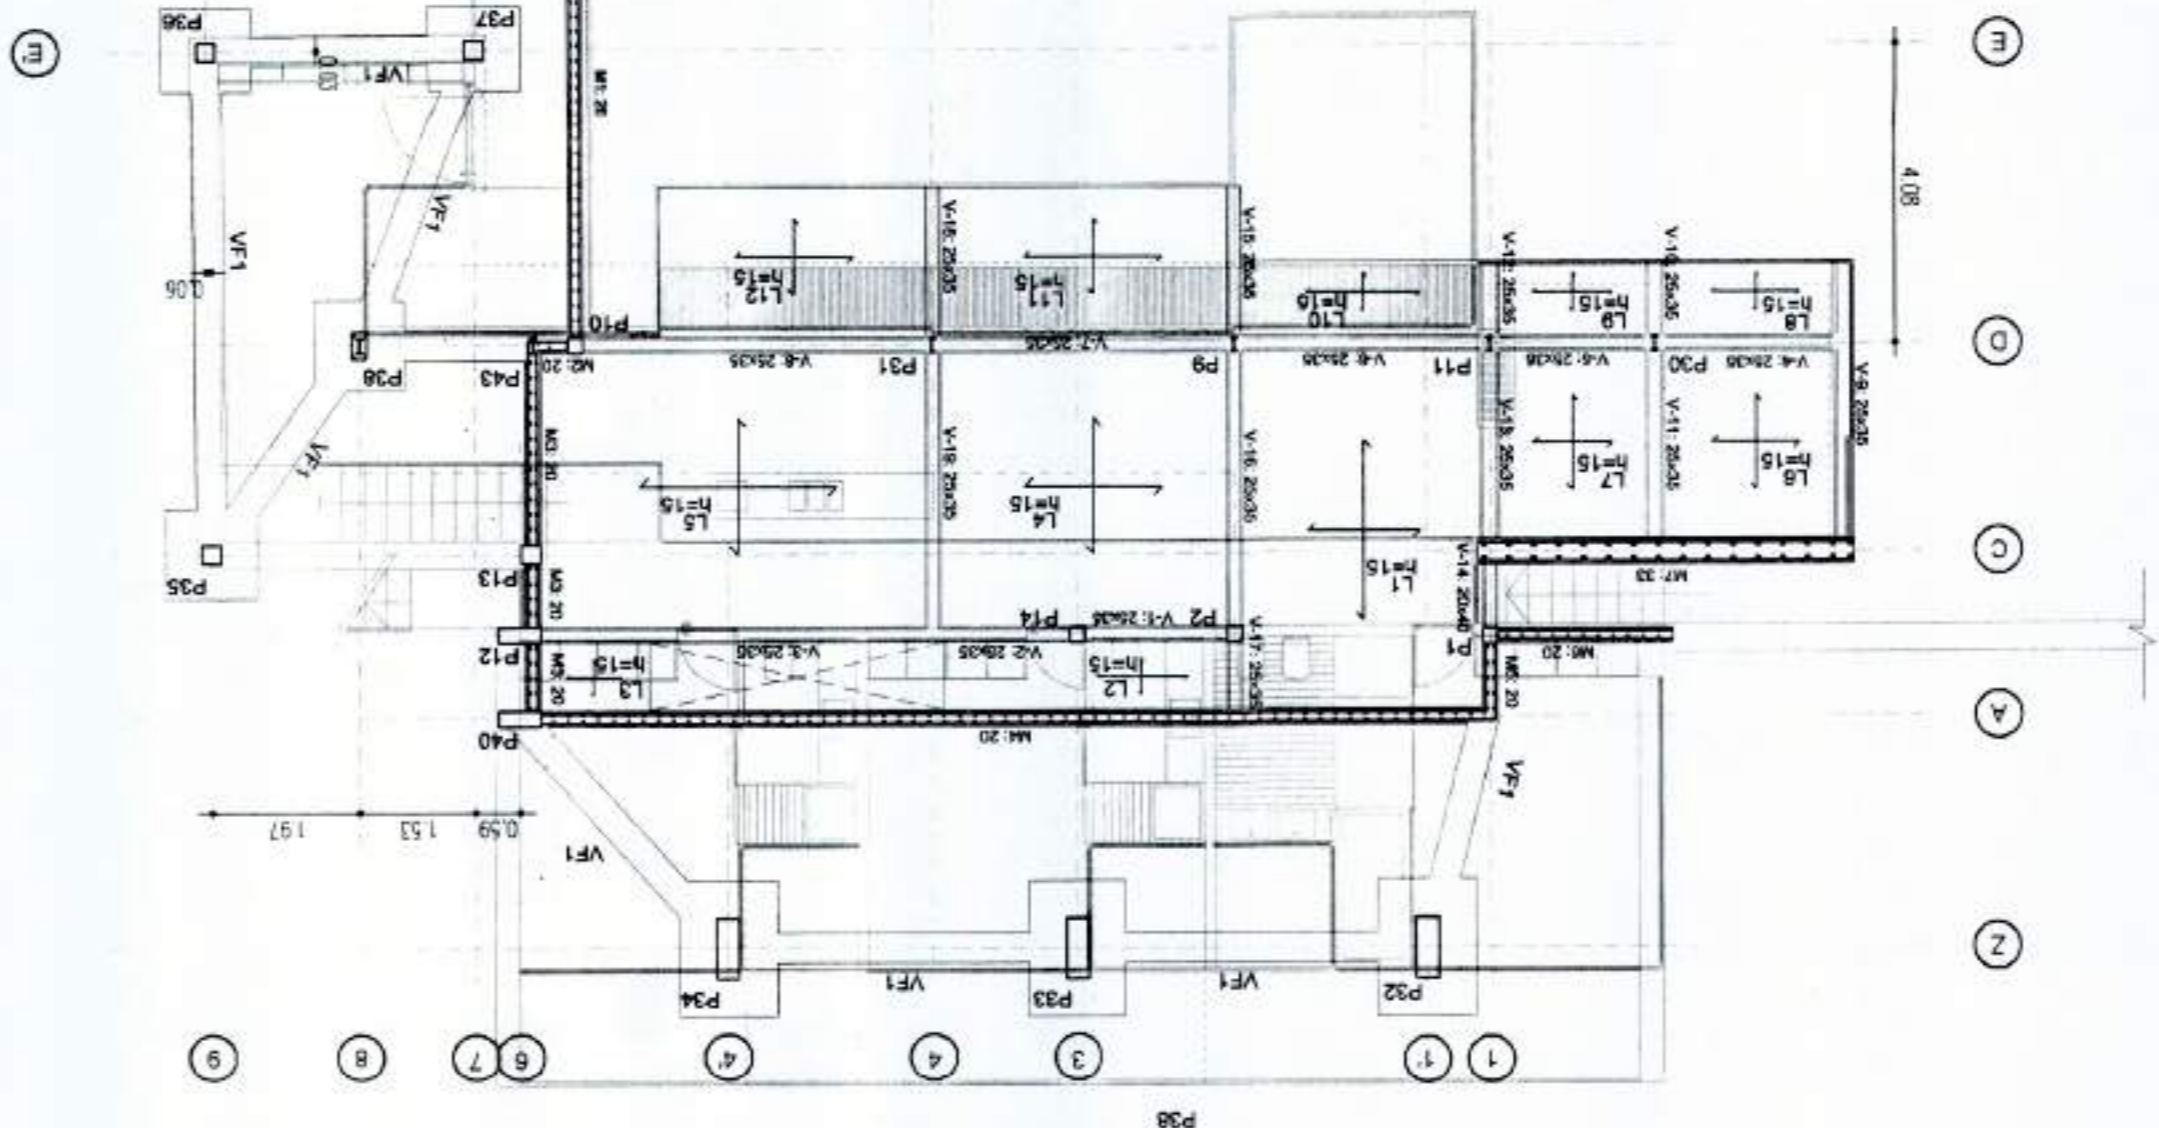 P38
1
1'
3
4
4'
6
7
8
9
P32
P33
P34
VF1
VF1
Z
VF1
VF1
0.59
1.53
1.97
M4: 20
P40
A
M5: 20
V-17: 25x35
L2
h=15
L3
h=15
M3: 20
M6: 20
P1
V-2: 25x35
V-3: 25x35
P12
P2
V-1: 25x35
P14
M7: 33
V-14: 20x40
L1
h=15
M3: 20
P13
P35
C
L6
h=15
L7
h=15
L4
h=15
L5
h=15
V-11: 25x35
V-13: 25x35
V-16: 25x35
V-19: 25x35
M3: 20
VF1
V-9: 25x35
V-4: 25x35
P30
V-5: 25x35
P11
V-6: 25x35
P9
V-7: 25x35
P31
V-8: 25x35
M2: 20
P43
P38
D
L8
h=15
L9
h=15
L10
h=15
L11
h=15
L12
h=15
P10
V-10: 25x35
V-12: 25x35
V-15: 25x35
V-18: 25x35
0.06
VF1
VF1
4.08
M1: 25
VF1
0.03
E
P37
P36